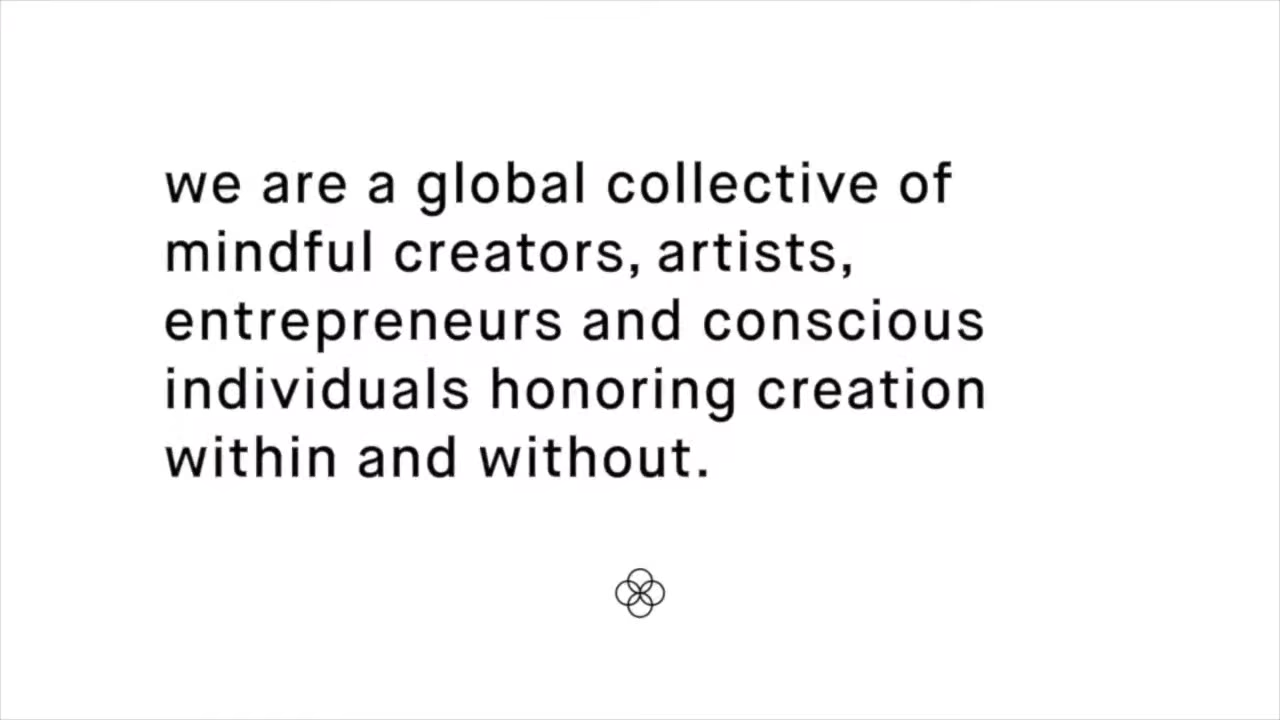 we are a global collective of
mindful creators, artists,
entrepreneurs and conscious
individuals honoring creation
within and without.